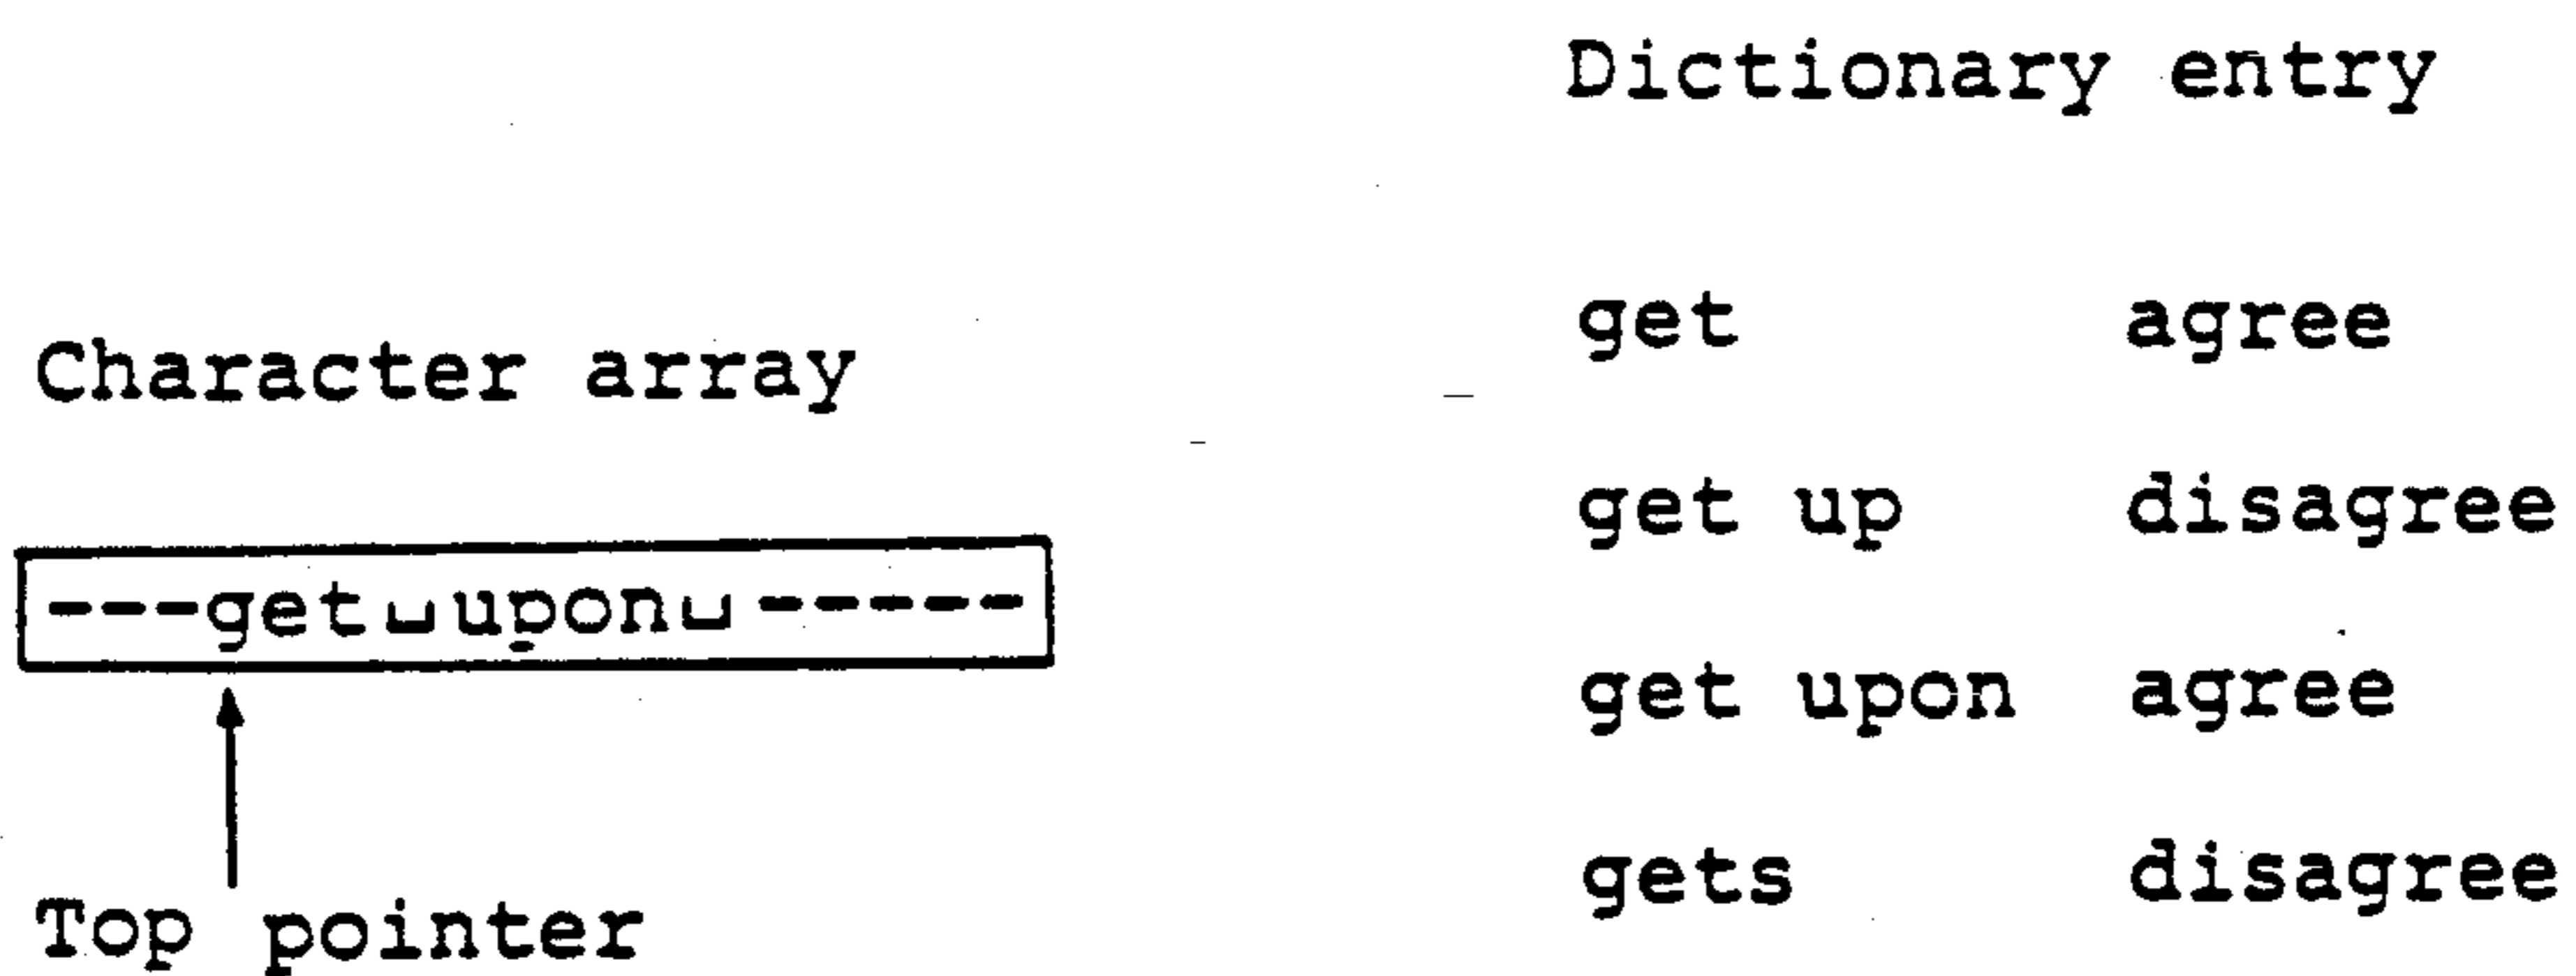 Dictionary entry
get agree
Character array
get up disagree
---get␣upon␣-----
get upon agree
gets disagree
Top pointer